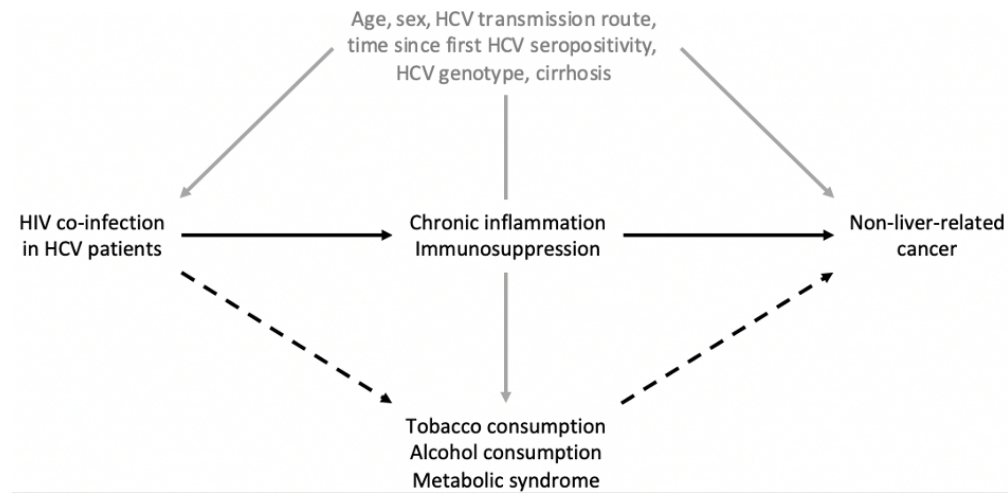 Age, sex, HCV transmission route,
time since first HCV seropositivity,
HCV genotype, cirrhosis
HIV co-infection
in HCV patients
Chronic inflammation
Immunosuppression
Non-liver-related
cancer
Tobacco consumption
Alcohol consumption
Metabolic syndrome